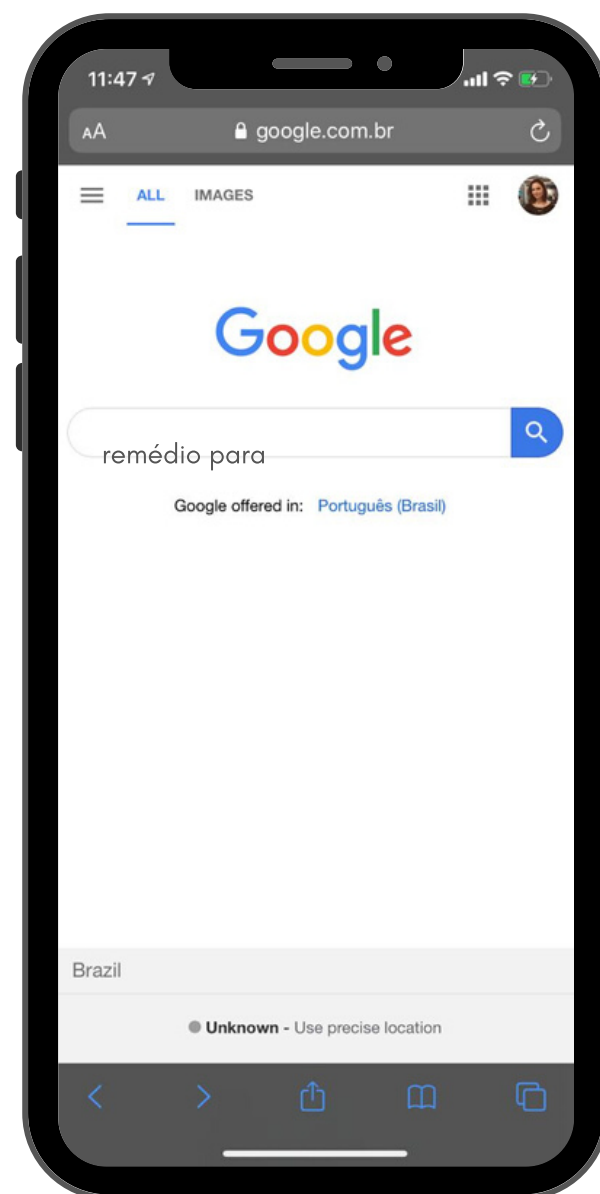 11:47
AA google.com.br
ALL IMAGES
Google
remédio para
Google offered in: Português (Brasil)
Brazil
Unknown - Use precise location